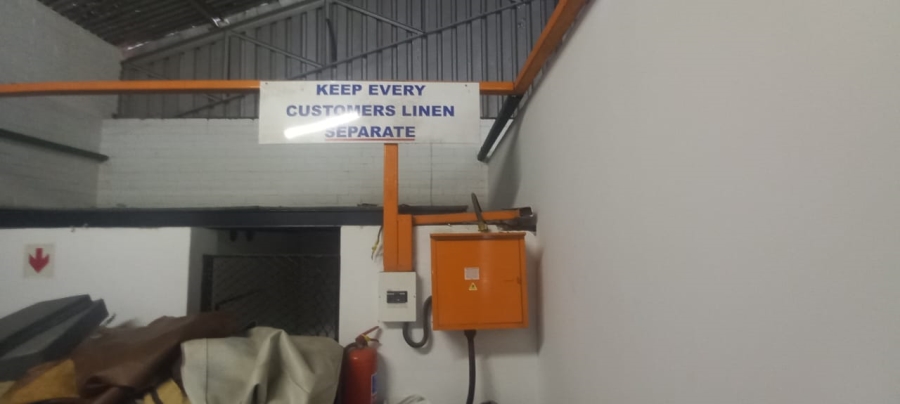 KEEP EVERY
CUSTOMERS LINEN
SEPARATE